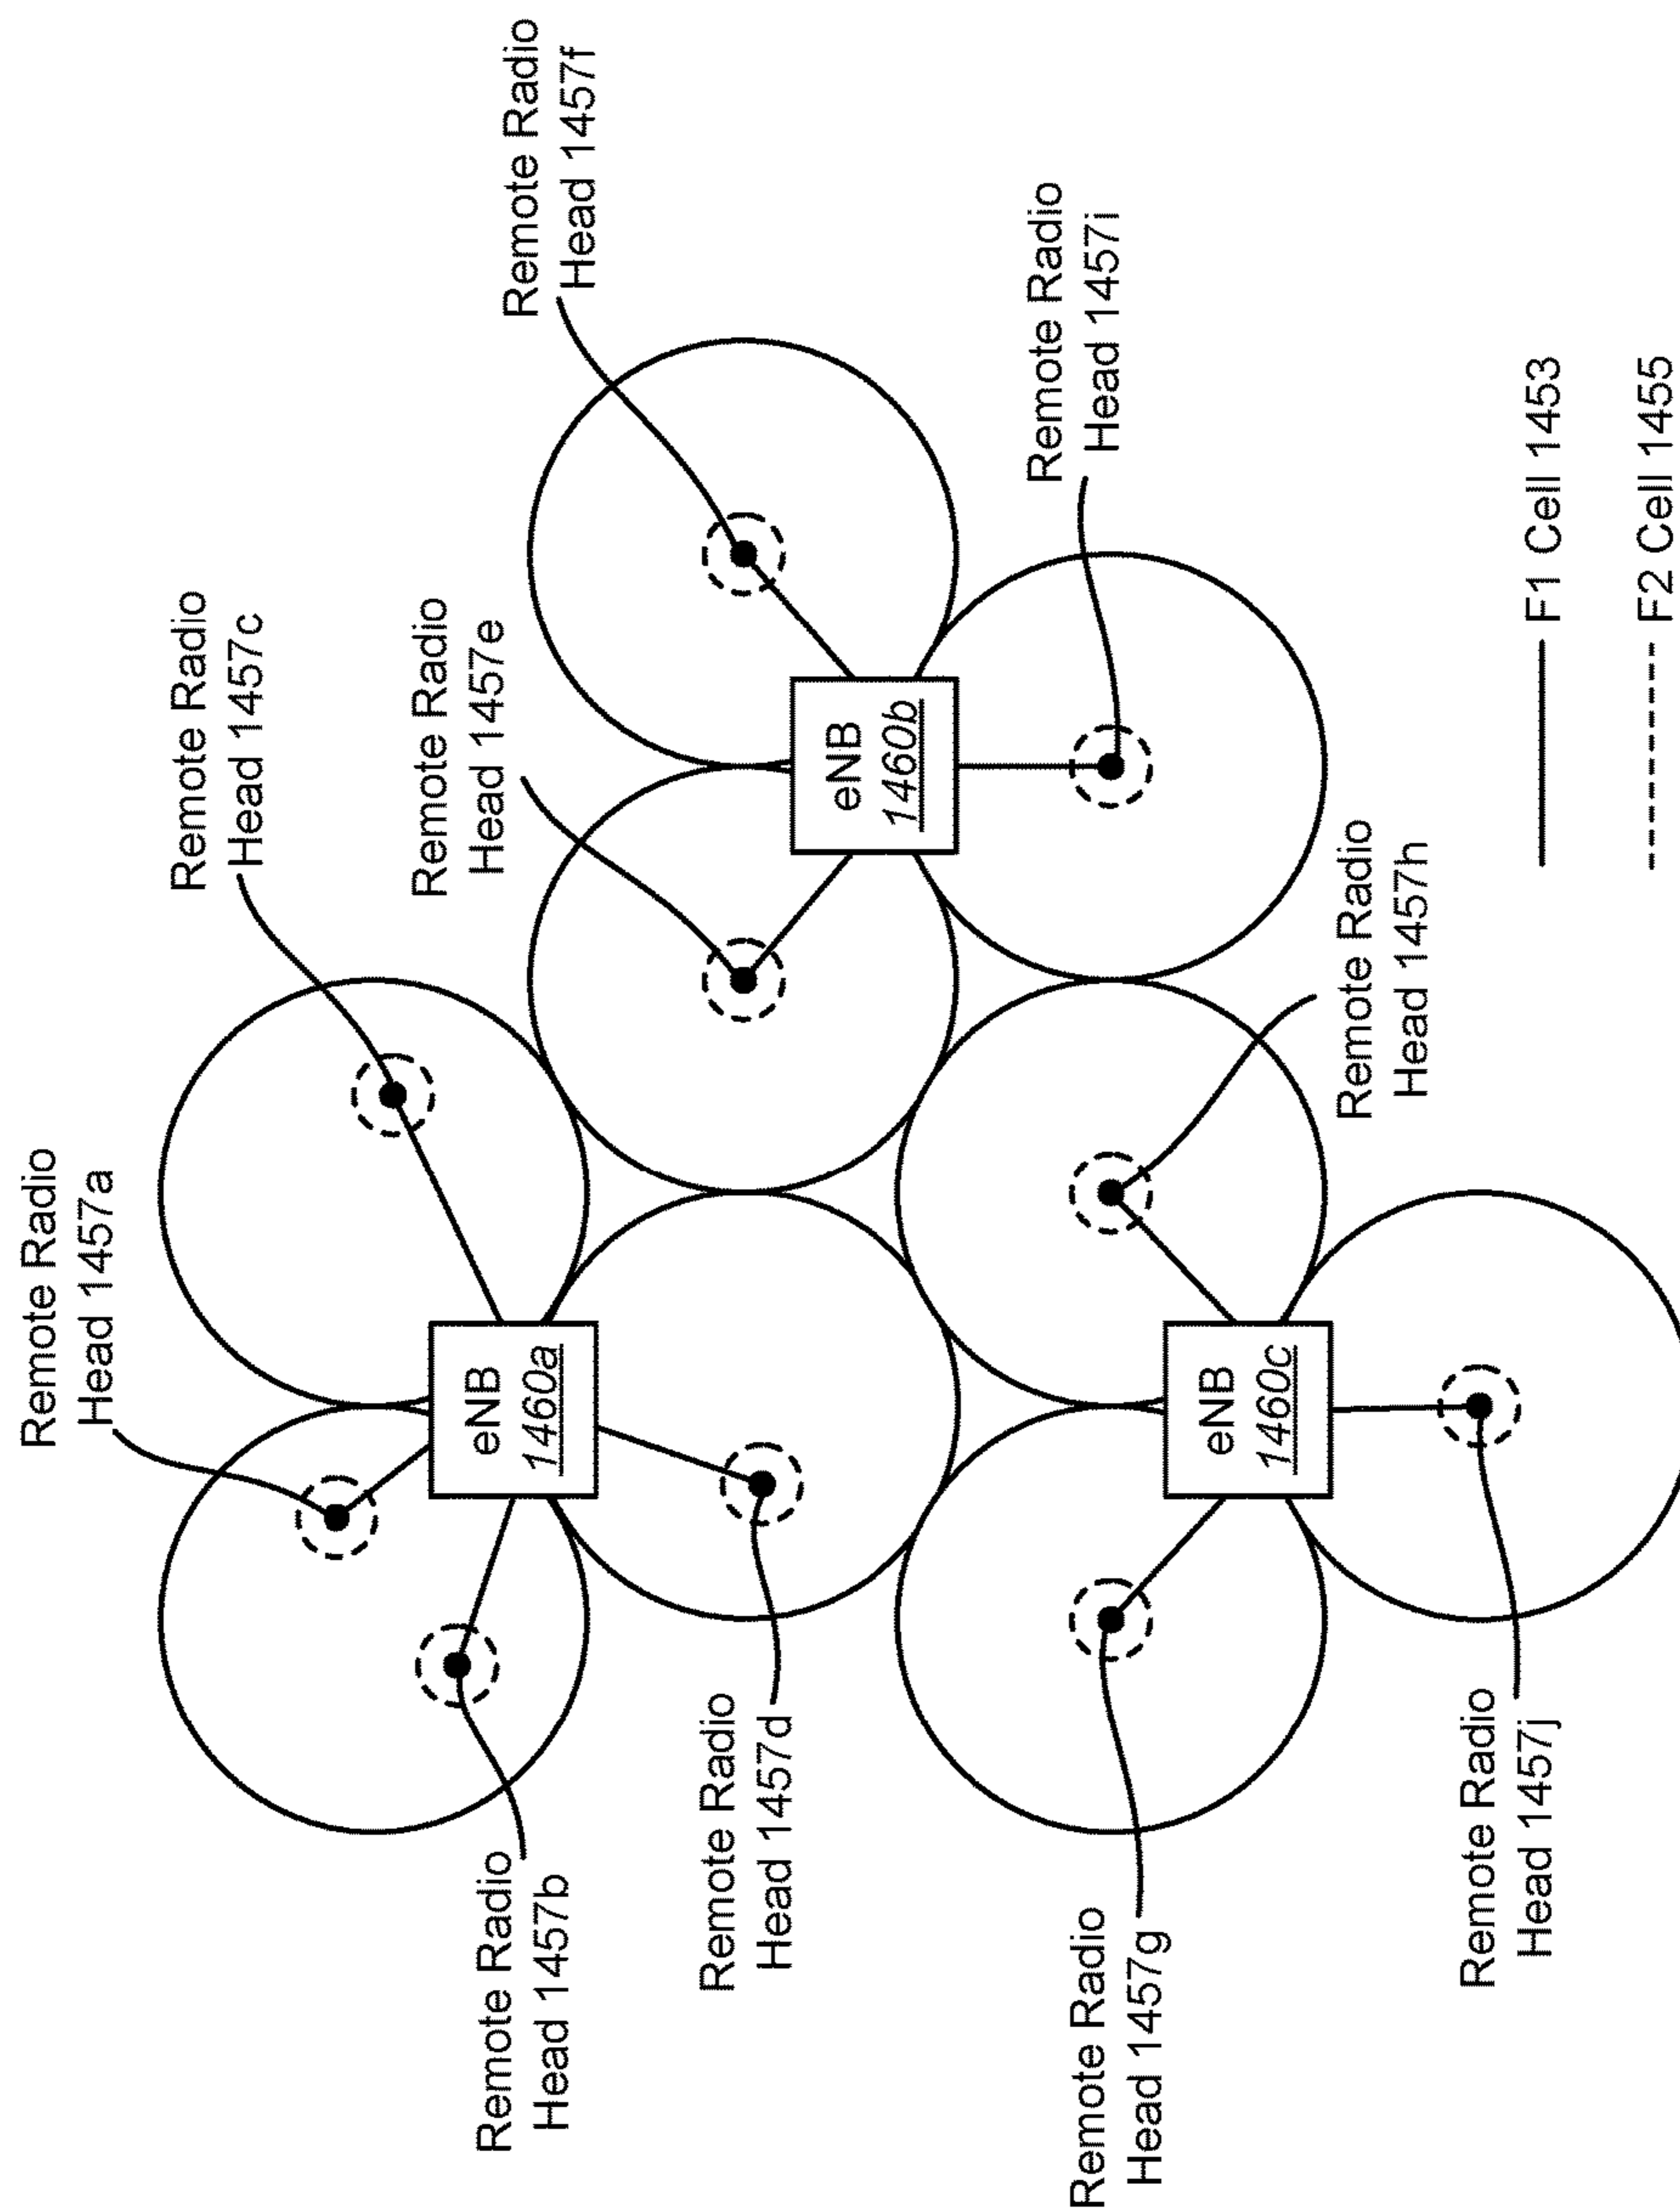 Remote Radio
Head 1457a
Remote Radio
Head 1457c
Remote Radio
Head 1457b
Remote Radio
Head 1457e
Remote Radio
Head 1457f
eNB
1460a
Remote Radio
Head 1457d
eNB
1460b
Remote Radio
Head 1457i
Remote Radio
Head 1457g
eNB
1460c
Remote Radio
Head 1457h
Remote Radio
Head 1457j
F1 Cell 1453
F2 Cell 1455